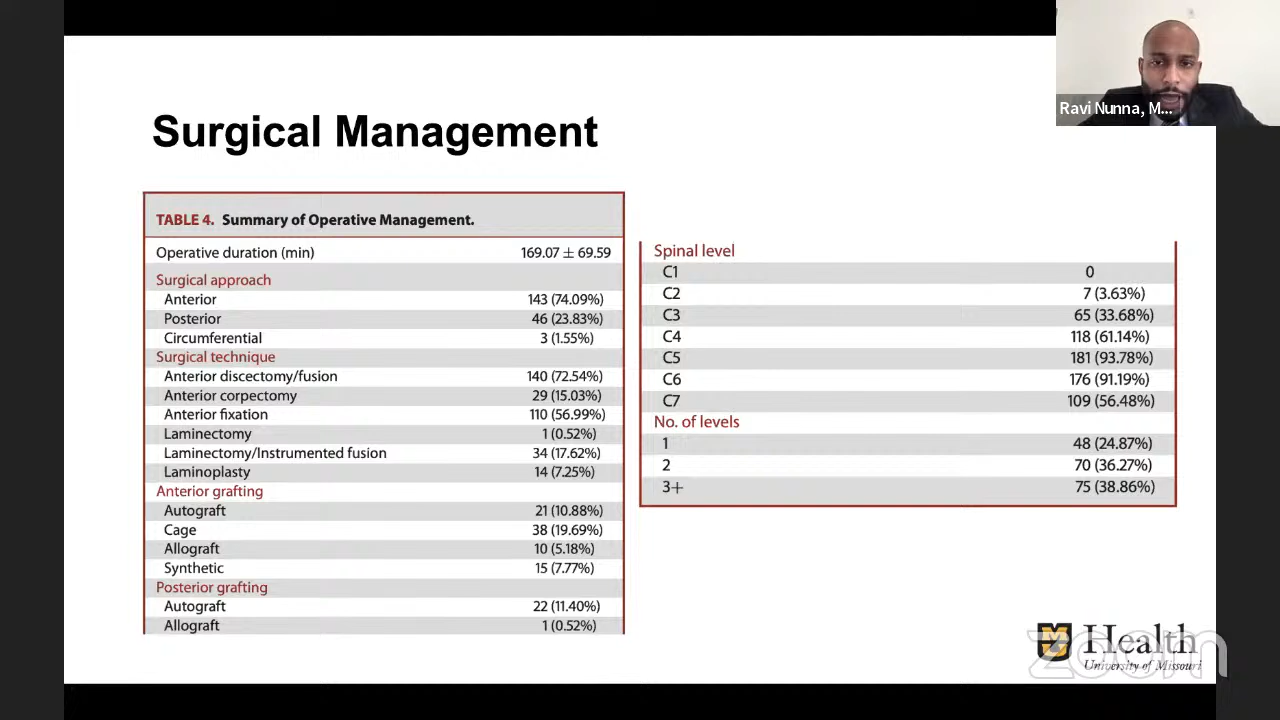 Ravi Nunna, M...
Surgical Management
TABLE 4. Summary of Operative Management.
Operative duration (min) 169.07 ± 69.59
Surgical approach
Anterior 143 (74.09%)
Posterior 46 (23.83%)
Circumferential 3 (1.55%)
Surgical technique
Anterior discectomy/fusion 140 (72.54%)
Anterior corpectomy 29 (15.03%)
Anterior fixation 110 (56.99%)
Laminectomy 1 (0.52%)
Laminectomy/Instrumented fusion 34 (17.62%)
Laminoplasty 14 (7.25%)
Anterior grafting
Autograft 21 (10.88%)
Cage 38 (19.69%)
Allograft 10 (5.18%)
Synthetic 15 (7.77%)
Posterior grafting
Autograft 22 (11.40%)
Allograft 1 (0.52%)
Spinal level
C1 0
C2 7 (3.63%)
C3 65 (33.68%)
C4 118 (61.14%)
C5 181 (93.78%)
C6 176 (91.19%)
C7 109 (56.48%)
No. of levels
1 48 (24.87%)
2 70 (36.27%)
3+ 75 (38.86%)
Health
University of Missouri
zoom